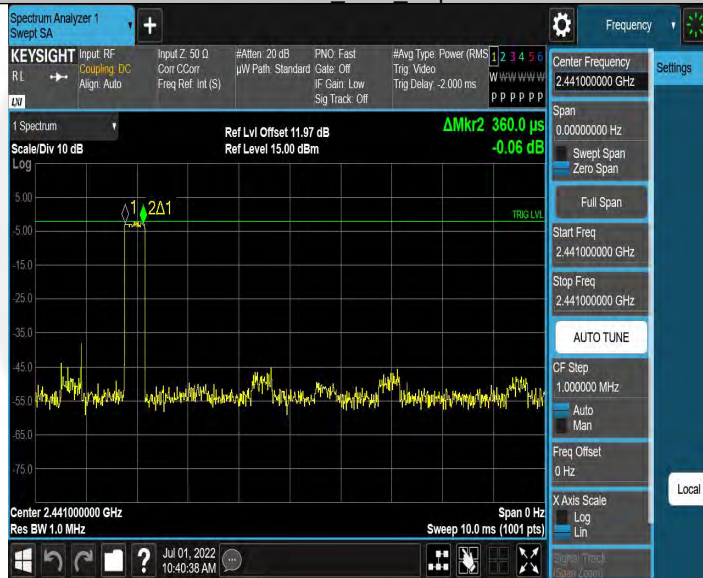 Spectrum Analyzer 1
Swept SA
Frequency
KEYSIGHT
RL
LXI
Input: RF
Coupling: DC
Align: Auto
Input Z: 50 Ω
Corr CCorr
Freq Ref: Int (S)
#Atten: 20 dB
µW Path: Standard
PNO: Fast
Gate: Off
IF Gain: Low
Sig Track: Off
#Avg Type: Power (RMS
Trig: Video
Trig Delay: -2.000 ms
1 2 3 4 5 6
W W W W W W
P P P P P P
1 Spectrum
Scale/Div 10 dB
Log
Ref Lvl Offset 11.97 dB
Ref Level 15.00 dBm
ΔMkr2 360.0 µs
-0.06 dB
5.00
-5.00
-15.0
-25.0
-35.0
-45.0
-55.0
-65.0
-75.0
1
2Δ1
TRIG LVL
Center 2.441000000 GHz
Res BW 1.0 MHz
Span 0 Hz
Sweep 10.0 ms (1001 pts)
Center Frequency
2.441000000 GHz
Span
0.00000000 Hz
Swept Span
Zero Span
Full Span
Start Freq
2.441000000 GHz
Stop Freq
2.441000000 GHz
AUTO TUNE
CF Step
1.000000 MHz
Auto
Man
Freq Offset
0 Hz
X Axis Scale
Log
Lin
Signal Track
(Span Zoom)
Settings
Local
?
Jul 01, 2022
10:40:38 AM